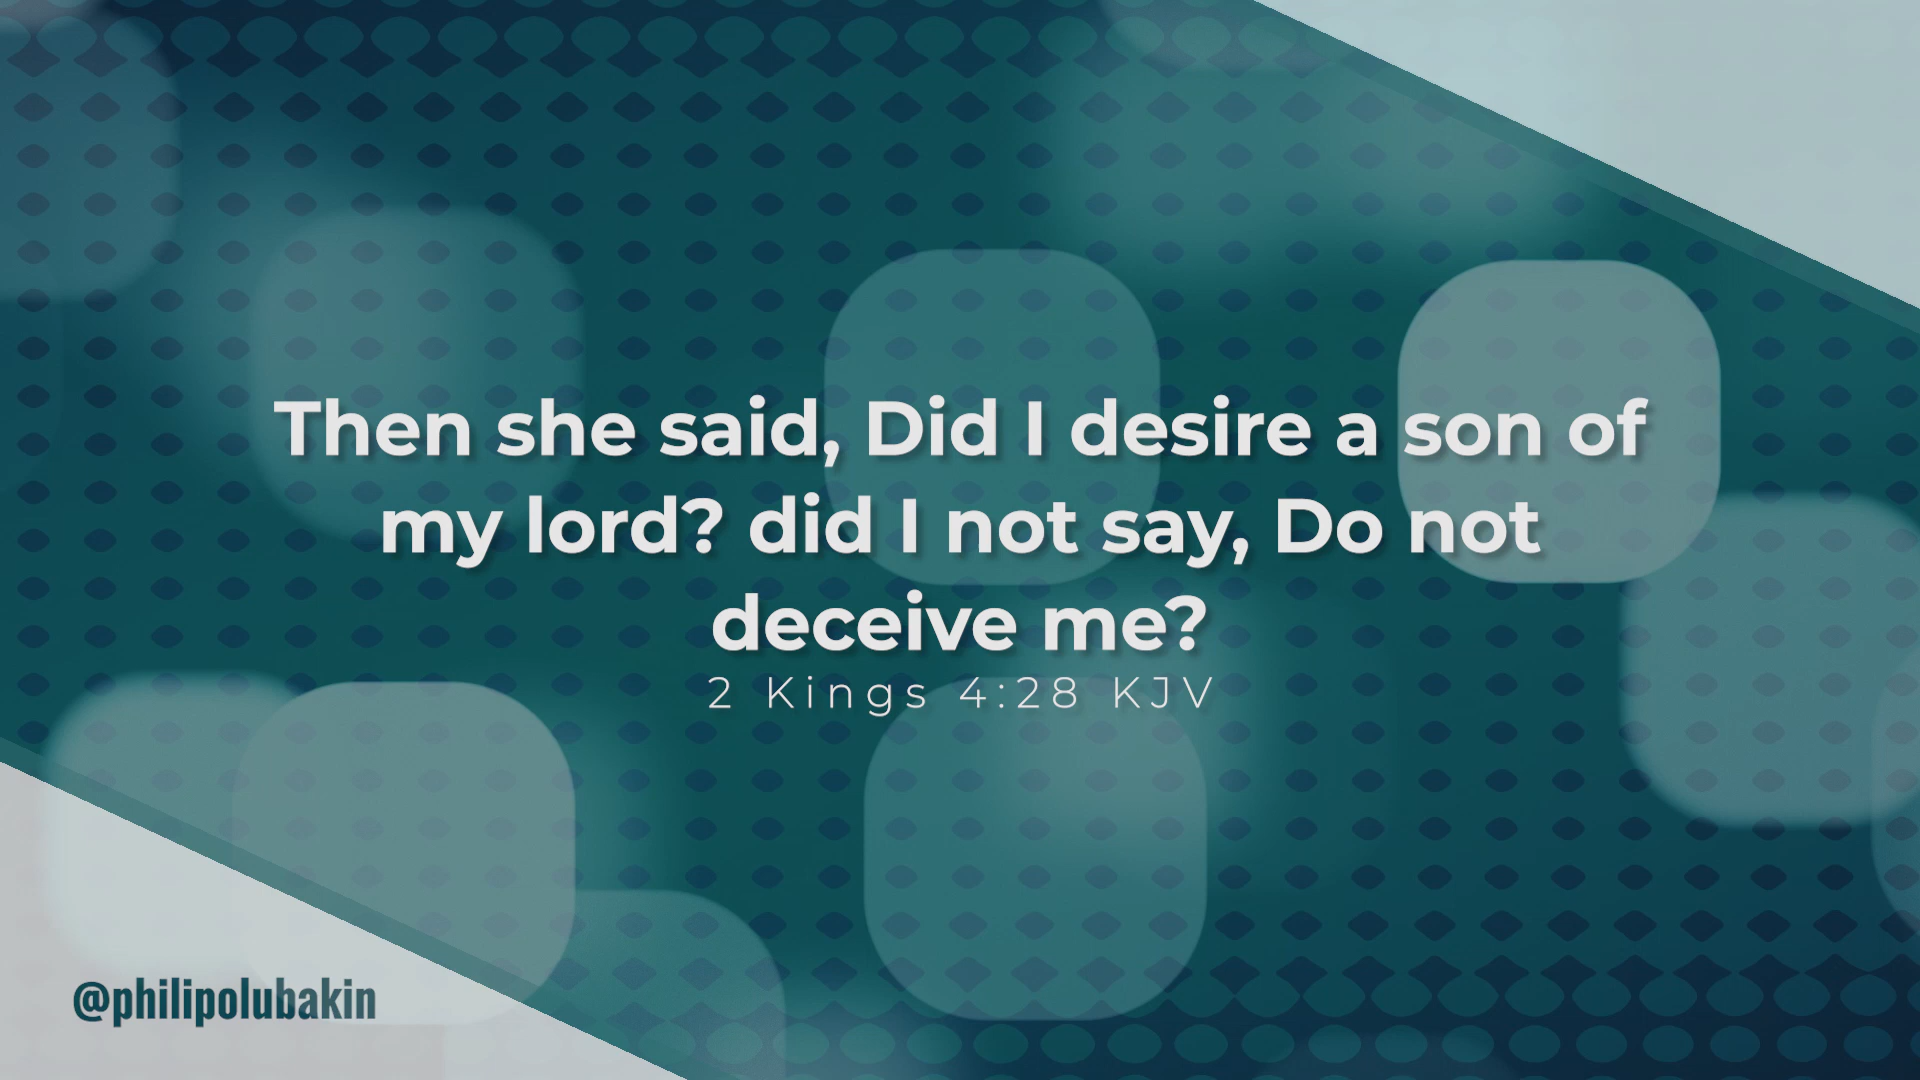 Then she said, Did I desire a son of
my lord? did I not say, Do not
deceive me?
2 Kings 4:28 KJV
@philipolubakin